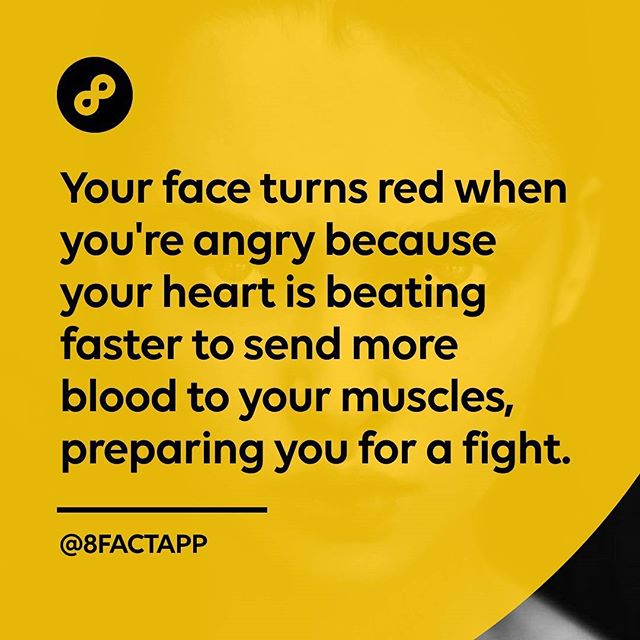 Your face turns red when
you're angry because
your heart is beating
faster to send more
blood to your muscles,
preparing you for a fight.
@8FACTAPP